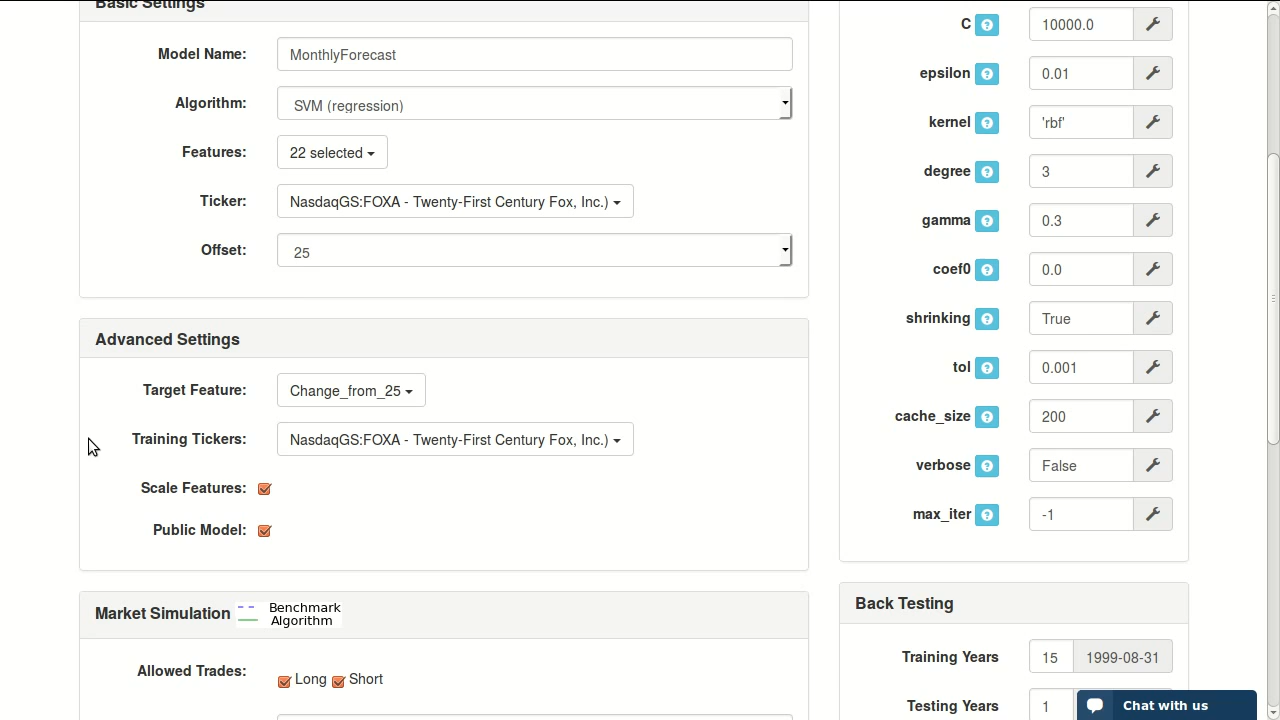 Basic Settings
Model Name: MonthlyForecast
Algorithm: SVM (regression)
Features: 22 selected
Ticker: NasdaqGS:FOXA - Twenty-First Century Fox, Inc.)
Offset: 25
Advanced Settings
Target Feature: Change_from_25
Training Tickers: NasdaqGS:FOXA - Twenty-First Century Fox, Inc.)
Scale Features:
Public Model:
Market Simulation
Benchmark
Algorithm
Allowed Trades: Long Short
C 10000.0
epsilon 0.01
kernel 'rbf'
degree 3
gamma 0.3
coef0 0.0
shrinking True
tol 0.001
cache_size 200
verbose False
max_iter -1
Back Testing
Training Years 15 1999-08-31
Testing Years 1
Chat with us